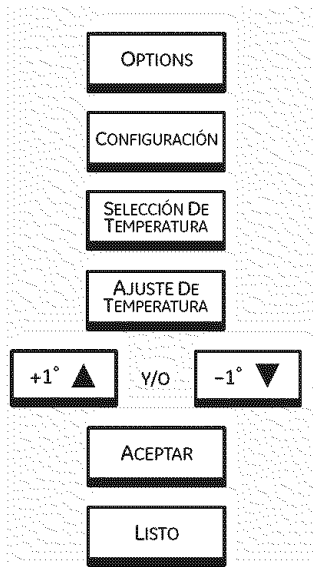 OPTIONS
CONFIGURACIÓN
SELECCIÓN DE
TEMPERATURA
AJUSTE DE
TEMPERATURA
+1° ▲ Y/O -1° ▼
ACEPTAR
LISTO